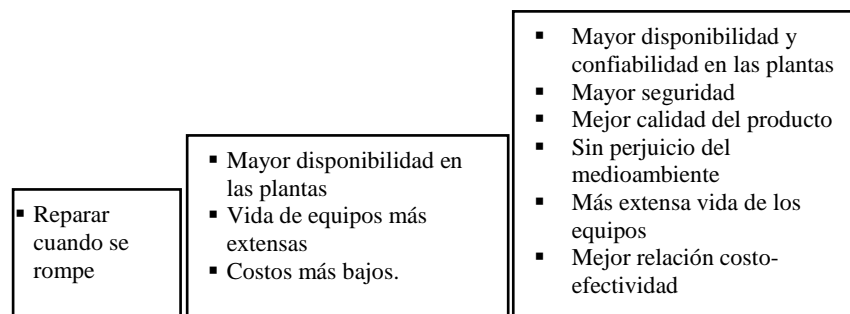 ▪ Reparar
cuando se
rompe
▪ Mayor disponibilidad en
las plantas
▪ Vida de equipos más
extensas
▪ Costos más bajos.
▪ Mayor disponibilidad y
confiabilidad en las plantas
▪ Mayor seguridad
▪ Mejor calidad del producto
▪ Sin perjuicio del
medioambiente
▪ Más extensa vida de los
equipos
▪ Mejor relación costo-
efectividad